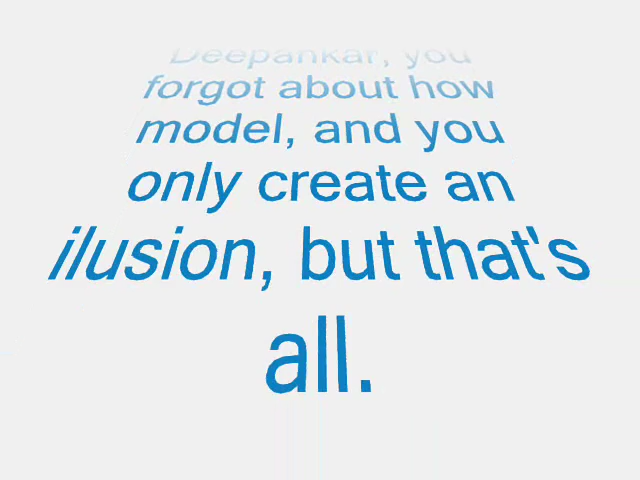 Deepankar, you
forgot about how
model, and you
only create an
ilusion, but that's
all.